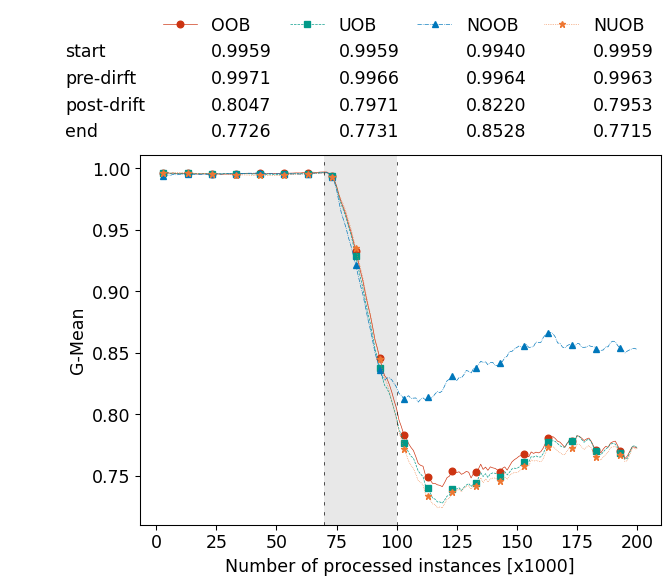 OOB UOB NOOB NUOB
start 0.9959 0.9959 0.9940 0.9959
pre-dirft 0.9971 0.9966 0.9964 0.9963
post-drift 0.8047 0.7971 0.8220 0.7953
end 0.7726 0.7731 0.8528 0.7715
1.00
0.95
0.90
0.85
0.80
0.75
G-Mean
0 25 50 75 100 125 150 175 200
Number of processed instances [x1000]